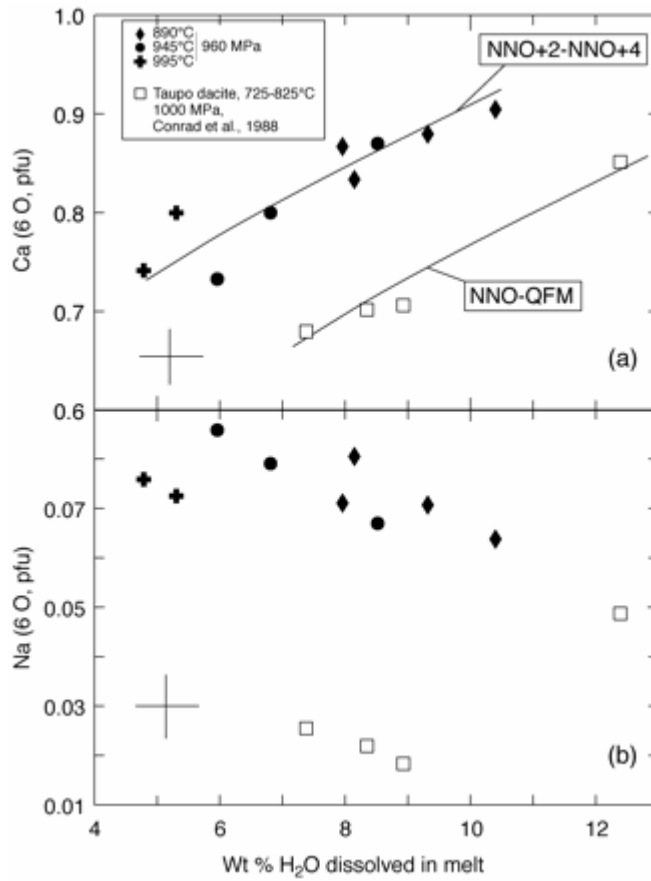 890°C
945°C 960 MPa
995°C
Taupo dacite, 725-825°C
1000 MPa,
Conrad et al., 1988
NNO+2-NNO+4
1.0
0.9
0.8
0.7
0.6
Ca (6 O, pfu)
NNO-QFM
(a)
0.07
0.05
0.03
0.01
Na (6 O, pfu)
(b)
4 6 8 10 12
Wt % H₂O dissolved in melt